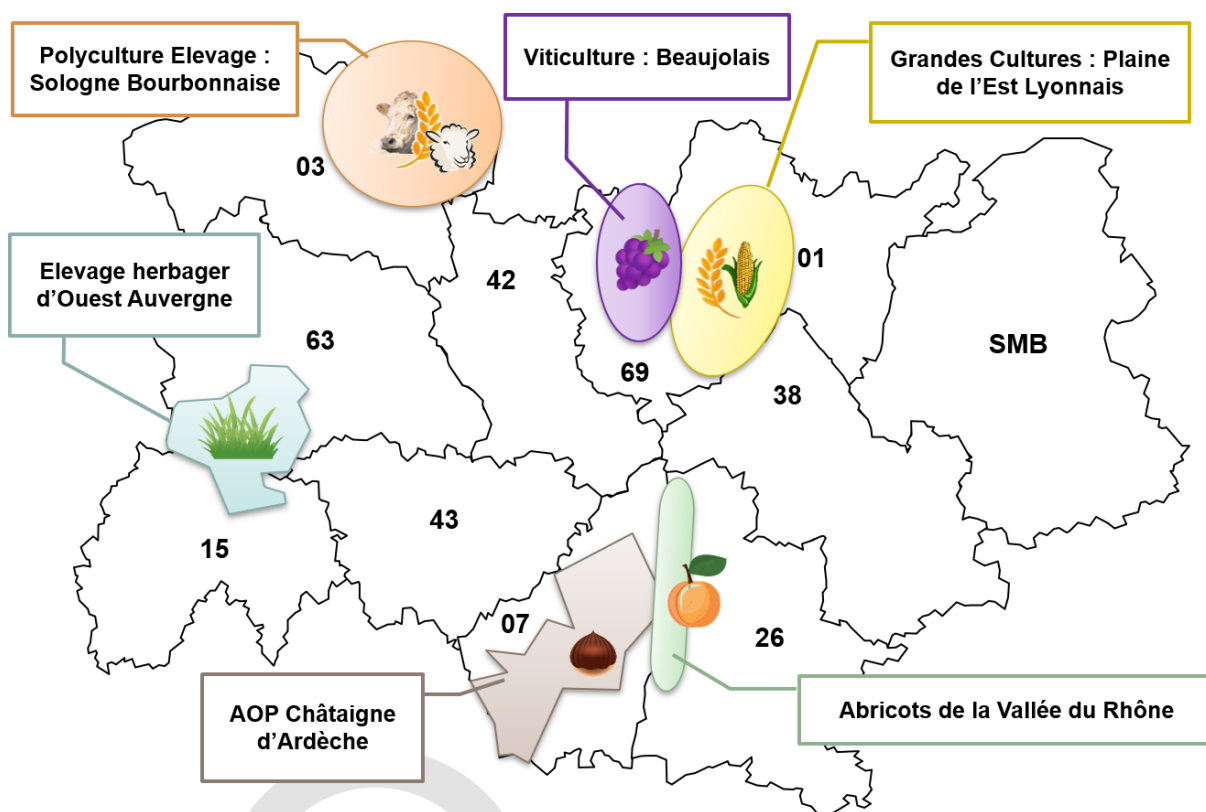 Polyculture Elevage :
Sologne Bourbonnaise
Viticulture : Beaujolais
Grandes Cultures : Plaine
de l’Est Lyonnais
03
Elevage herbager
d’Ouest Auvergne
42
01
63
SMB
69
38
43
15
07
26
AOP Châtaigne
d’Ardèche
Abricots de la Vallée du Rhône